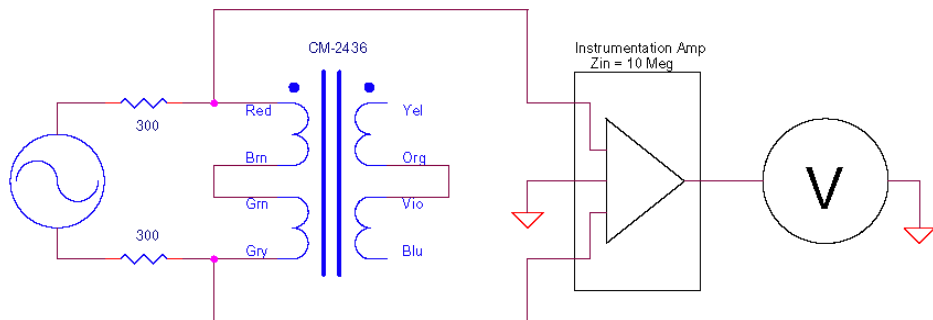 CM-2436
Instrumentation Amp
Zin = 10 Meg
300
Red
Yel
Brn
Org
Grn
Vio
300
Gry
Blu
V